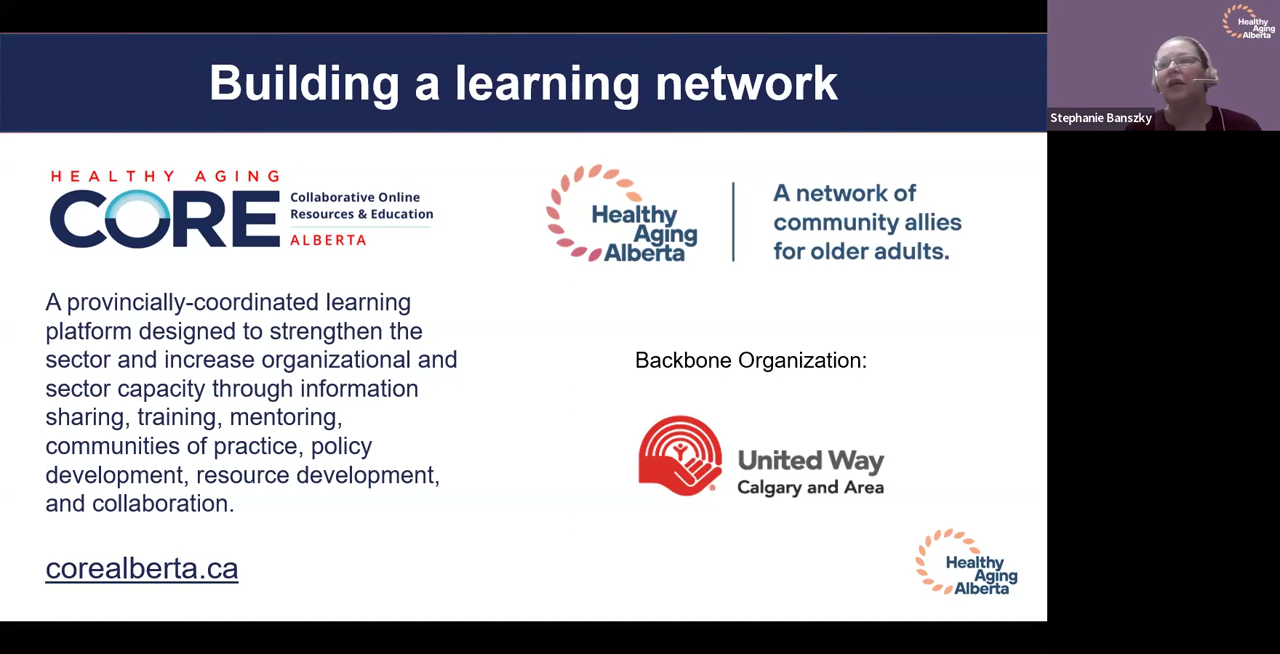 Building a learning network
HEALTHY AGING
CORE
Collaborative Online
Resources & Education
ALBERTA
Healthy
Aging
Alberta
A network of
community allies
for older adults.
A provincially-coordinated learning
platform designed to strengthen the
sector and increase organizational and
sector capacity through information
sharing, training, mentoring,
communities of practice, policy
development, resource development,
and collaboration.
corealberta.ca
Backbone Organization:
United Way
Calgary and Area
Healthy
Aging
Alberta
Healthy
Aging
Alberta
Stephanie Banszky